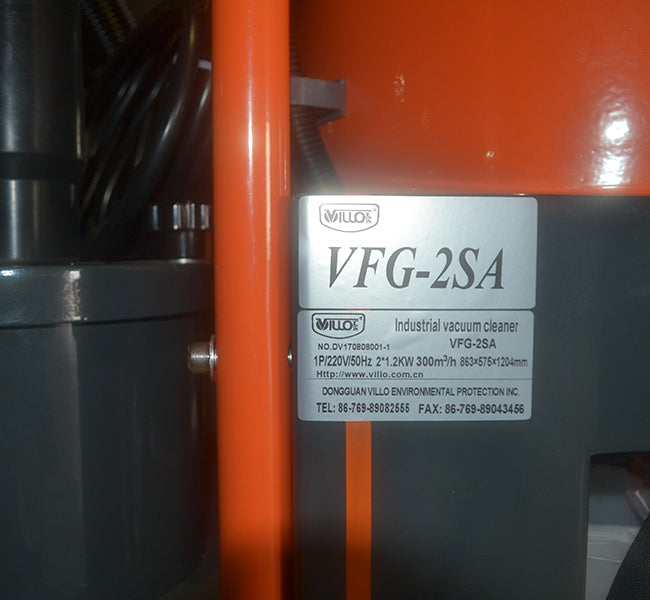 VILLO
VFG-2SA
VILLO
Industrial vacuum cleaner
NO.DV170808001-1 VFG-2SA
1P/220V/50Hz 2*1.2KW 300m³/h 863×575×1204mm
Http://www.villo.com.cn
DONGGUAN VILLO ENVIRONMENTAL PROTECTION INC.
TEL: 86-769-89082555 FAX: 86-769-89043456